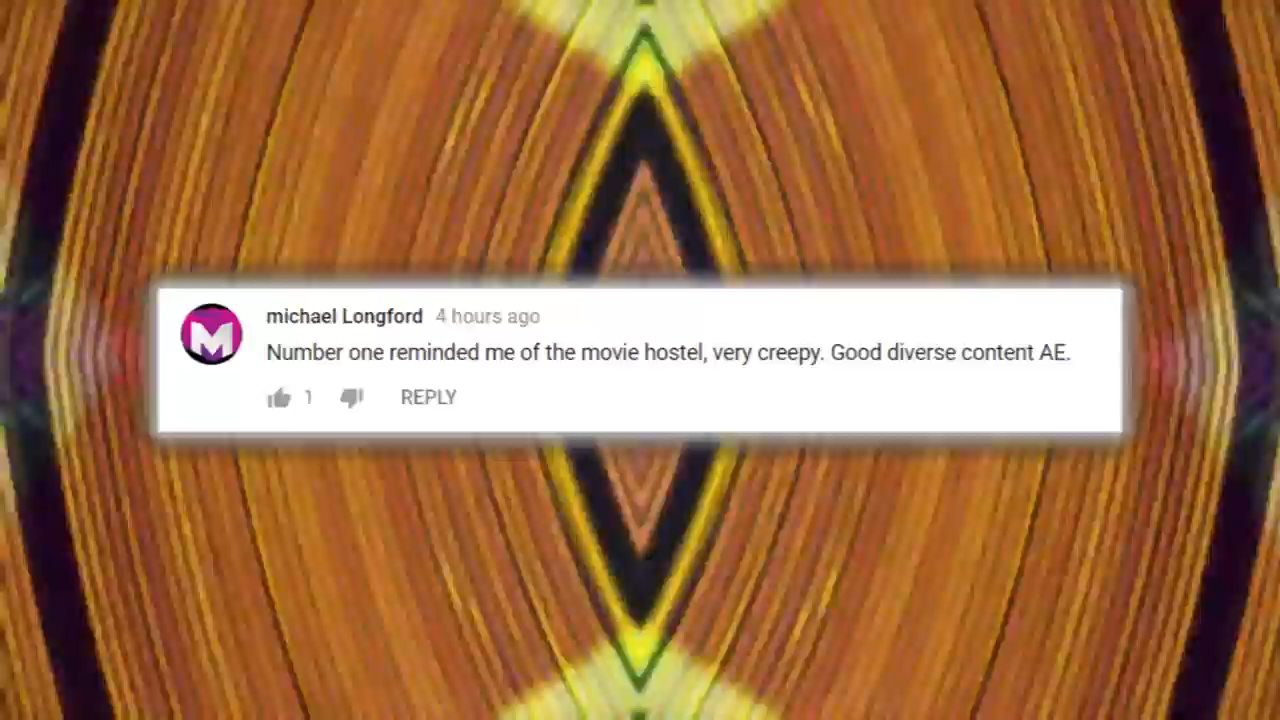 M
michael Longford 4 hours ago
Number one reminded me of the movie hostel, very creepy. Good diverse content AE.
1 REPLY